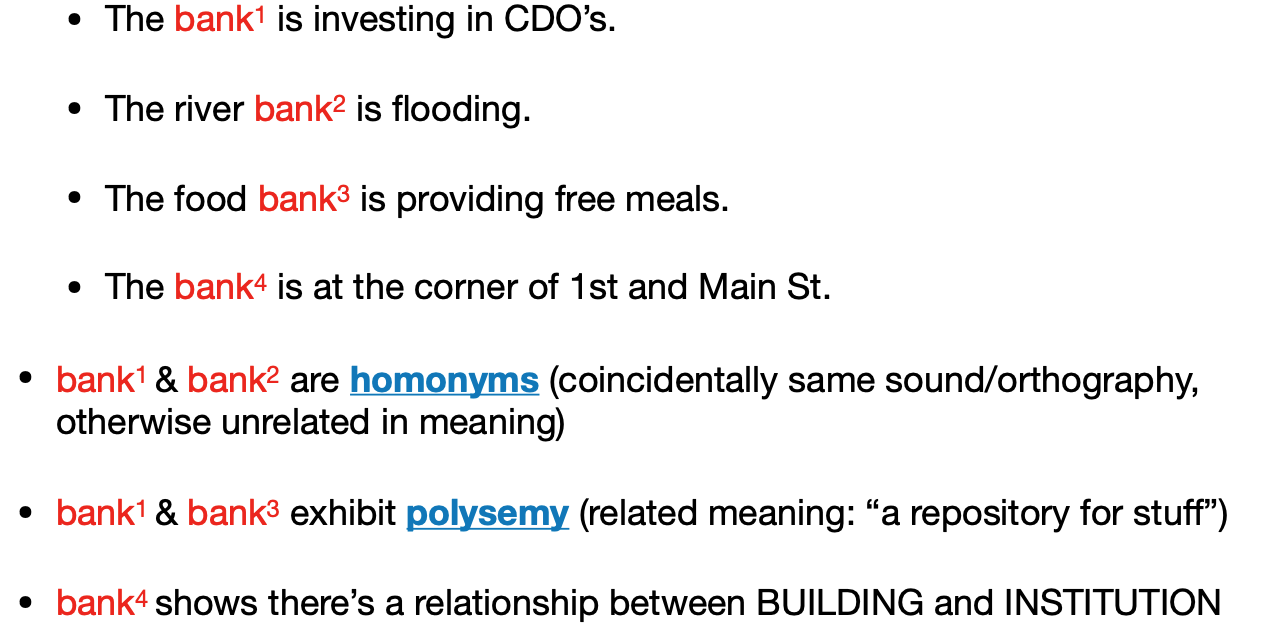 • The bank¹ is investing in CDO’s.
• The river bank² is flooding.
• The food bank³ is providing free meals.
• The bank⁴ is at the corner of 1st and Main St.
• bank¹ & bank² are homonyms (coincidentally same sound/orthography,
otherwise unrelated in meaning)
• bank¹ & bank³ exhibit polysemy (related meaning: “a repository for stuff”)
• bank⁴ shows there’s a relationship between BUILDING and INSTITUTION